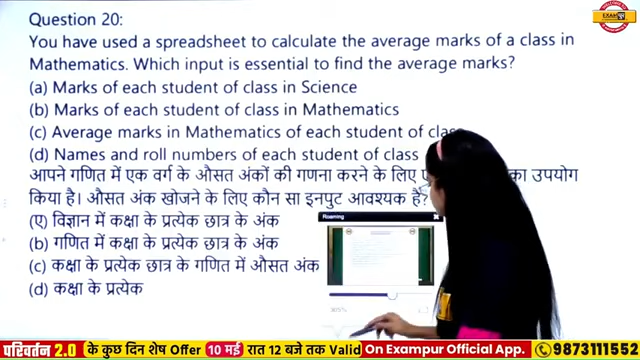 Question 20:
You have used a spreadsheet to calculate the average marks of a class in
Mathematics. Which input is essential to find the average marks?
(a) Marks of each student of class in Science
(b) Marks of each student of class in Mathematics
(c) Average marks in Mathematics of each student of class
(d) Names and roll numbers of each student of class
आपने गणित में एक वर्ग के औसत अंकों की गणना करने के लिए का उपयोग
किया है। औसत अंक खोजने के लिए कौन सा इनपुट आवश्यक है?
(ए) विज्ञान में कक्षा के प्रत्येक छात्र के अंक
(b) गणित में कक्षा के प्रत्येक छात्र के अंक
(c) कक्षा के प्रत्येक छात्र के गणित में औसत अंक
(d) कक्षा के प्रत्येक
Roaming
EXAMPUR
परिवर्तन 2.0 के कुछ दिन शेष Offer 10 मई रात 12 बजे तक Valid On Exampur Official App. 9873111552